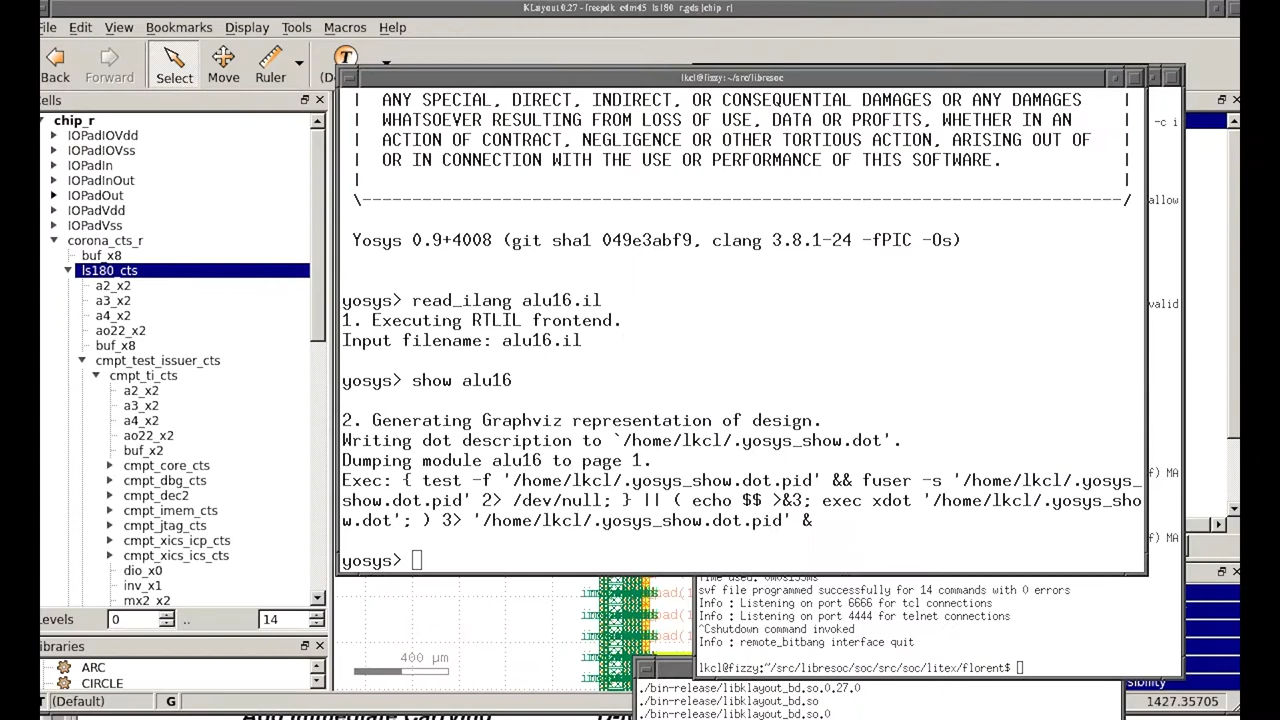 KLayout 0.27 - freepdk_c4m45 ls180 r.gds [chip_r]
File Edit View Bookmarks Display Tools Macros Help
Back Forward Select Move Ruler
lkcl@fizzy: ~/src/libresoc
| ANY SPECIAL, DIRECT, INDIRECT, OR CONSEQUENTIAL DAMAGES OR ANY DAMAGES |
| WHATSOEVER RESULTING FROM LOSS OF USE, DATA OR PROFITS, WHETHER IN AN |
| ACTION OF CONTRACT, NEGLIGENCE OR OTHER TORTIOUS ACTION, ARISING OUT OF |
| OR IN CONNECTION WITH THE USE OR PERFORMANCE OF THIS SOFTWARE. |
| |
\----------------------------------------------------------------------------/
Yosys 0.9+4008 (git sha1 049e3abf9, clang 3.8.1-24 -fPIC -Os)
yosys> read_ilang alu16.il
1. Executing RTLIL frontend.
Input filename: alu16.il
yosys> show alu16
2. Generating Graphviz representation of design.
Writing dot description to `/home/lkcl/.yosys_show.dot'.
Dumping module alu16 to page 1.
Exec: { test -f '/home/lkcl/.yosys_show.dot.pid' && fuser -s '/home/lkcl/.yosys_
show.dot.pid' 2> /dev/null; } || ( echo $$ >&3; exec xdot '/home/lkcl/.yosys_sho
w.dot'; ) 3> '/home/lkcl/.yosys_show.dot.pid' &
yosys>
ells
chip_r
IOPadIOVdd
IOPadIOVss
IOPadIn
IOPadInOut
IOPadOut
IOPadVdd
IOPadVss
corona_cts_r
buf_x8
ls180_cts
a2_x2
a3_x2
a4_x2
ao22_x2
buf_x8
cmpt_test_issuer_cts
cmpt_ti_cts
a2_x2
a3_x2
a4_x2
ao22_x2
buf_x2
cmpt_core_cts
cmpt_dbg_cts
cmpt_dec2
cmpt_imem_cts
cmpt_jtag_cts
cmpt_xics_icp_cts
cmpt_xics_ics_cts
dio_x0
inv_x1
mx2_x2
evels 0 .. 14
ibraries
ARC
CIRCLE
T (Default) G
400 µm
-c i
allow
valid
f) MA
f) MA
svf file programmed successfully for 14 commands with 0 errors
Info : Listening on port 6666 for tcl connections
Info : Listening on port 4444 for telnet connections
^Cshutdown command invoked
Info : remote_bitbang interface quit
lkcl@fizzy:~/src/libresoc/soc/src/soc/litex/florent$
./bin-release/libklayout_bd.so.0.27.0
./bin-release/libklayout_bd.so
./bin-release/libklayout_bd.so.0
sibility
1427.35705